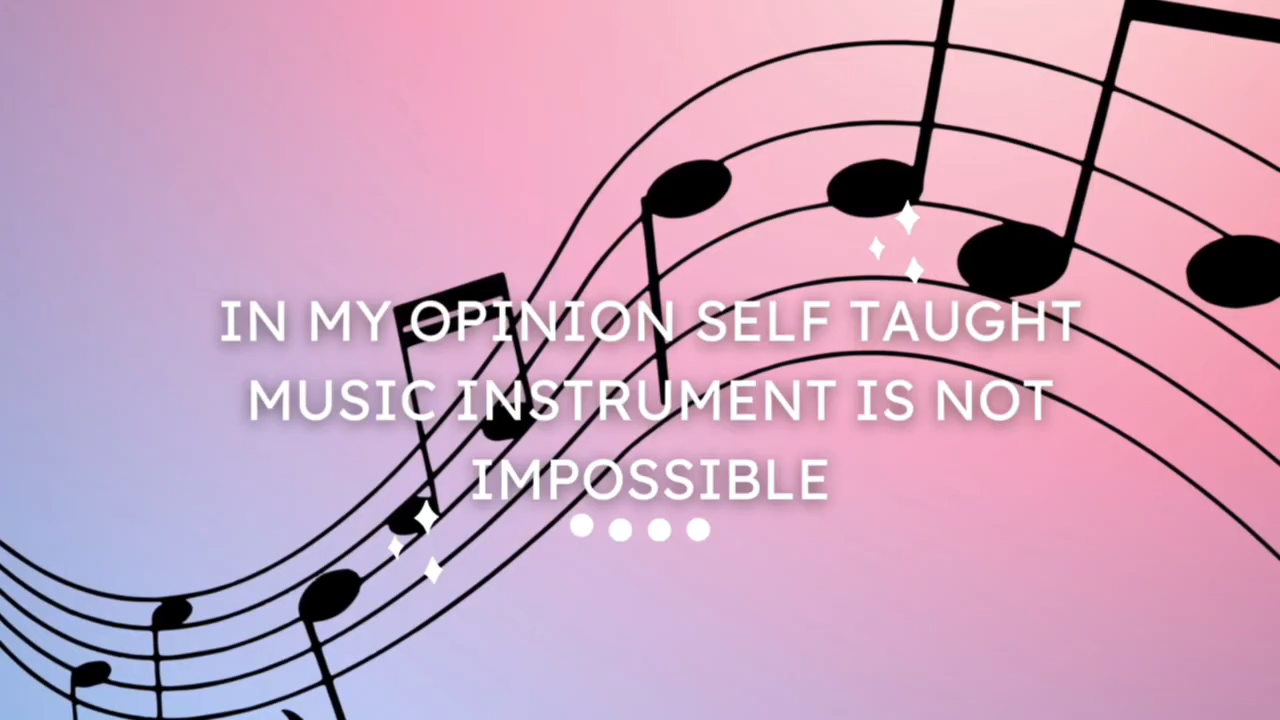 IN MY OPINION SELF TAUGHT
MUSIC INSTRUMENT IS NOT
IMPOSSIBLE